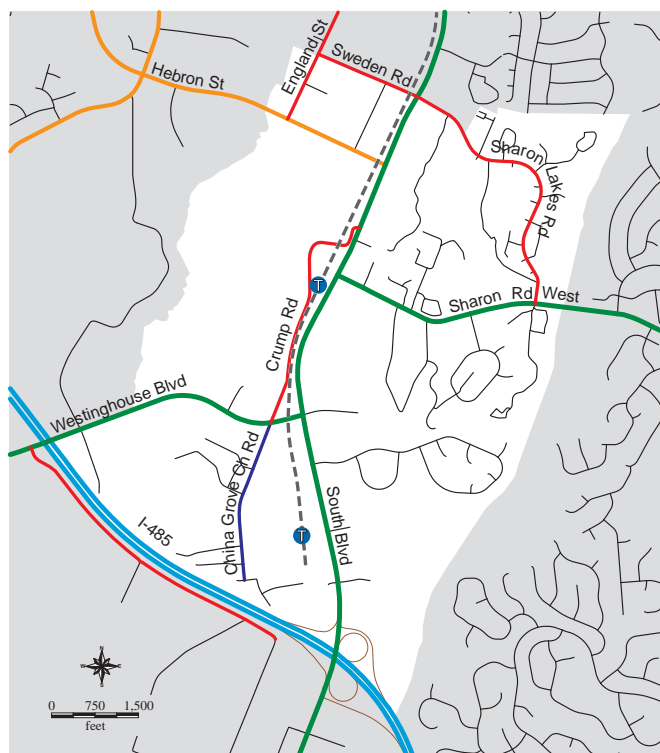 England St
Sweden Rd
Hebron St
Sharon Lakes Rd
T
Crump Rd
Sharon Rd West
Westinghouse Blvd
China Grove Ch Rd
South Blvd
I-485
T
N
W E
S
0 750 1,500
feet